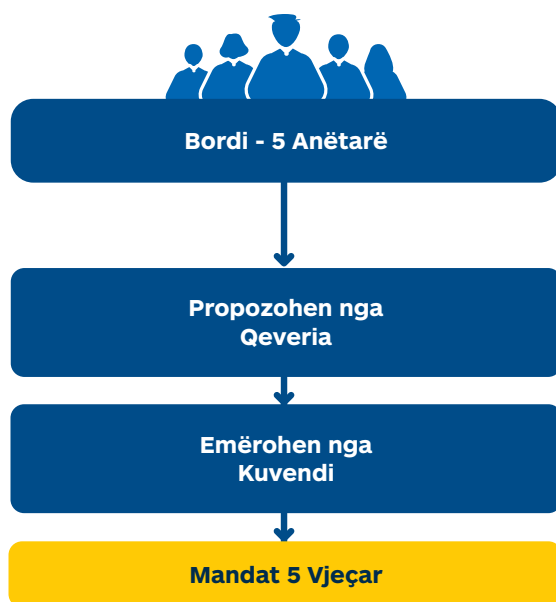 Bordi - 5 Anëtarë
Propozohen nga
Qeveria
Emërohen nga
Kuvendi
Mandat 5 Vjeçar